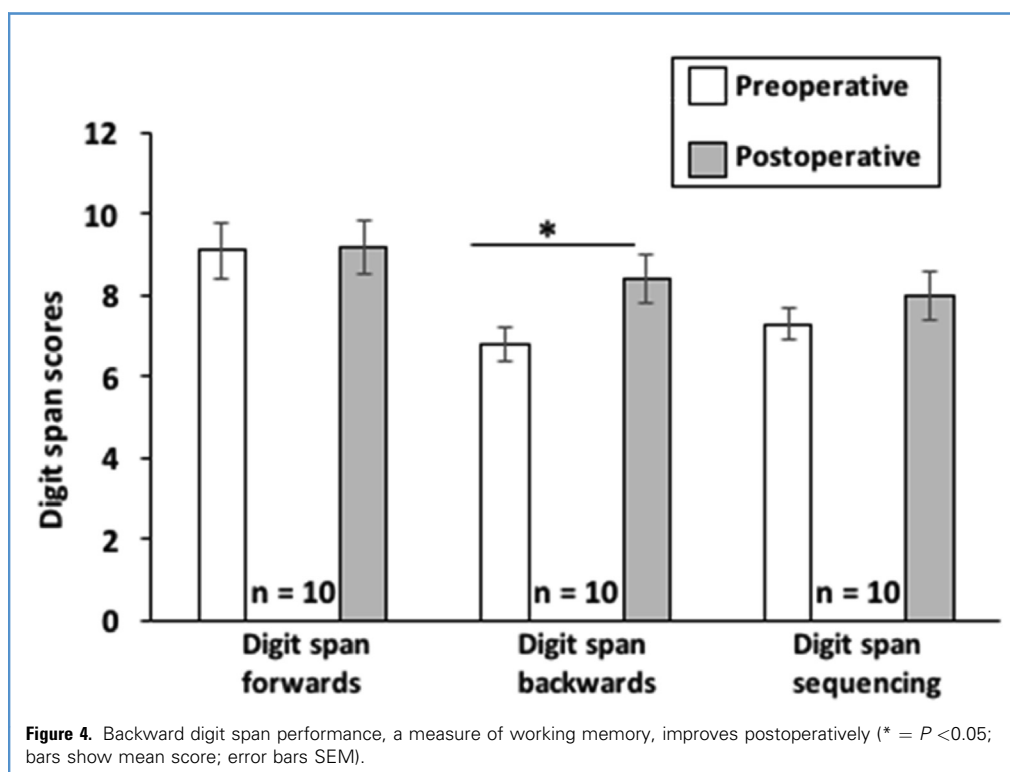 Preoperative
Postoperative
12
10
8
6
4
2
0
Digit span scores
*
n = 10
n = 10
n = 10
Digit span
forwards
Digit span
backwards
Digit span
sequencing
Figure 4. Backward digit span performance, a measure of working memory, improves postoperatively (* = P <0.05;
bars show mean score; error bars SEM).